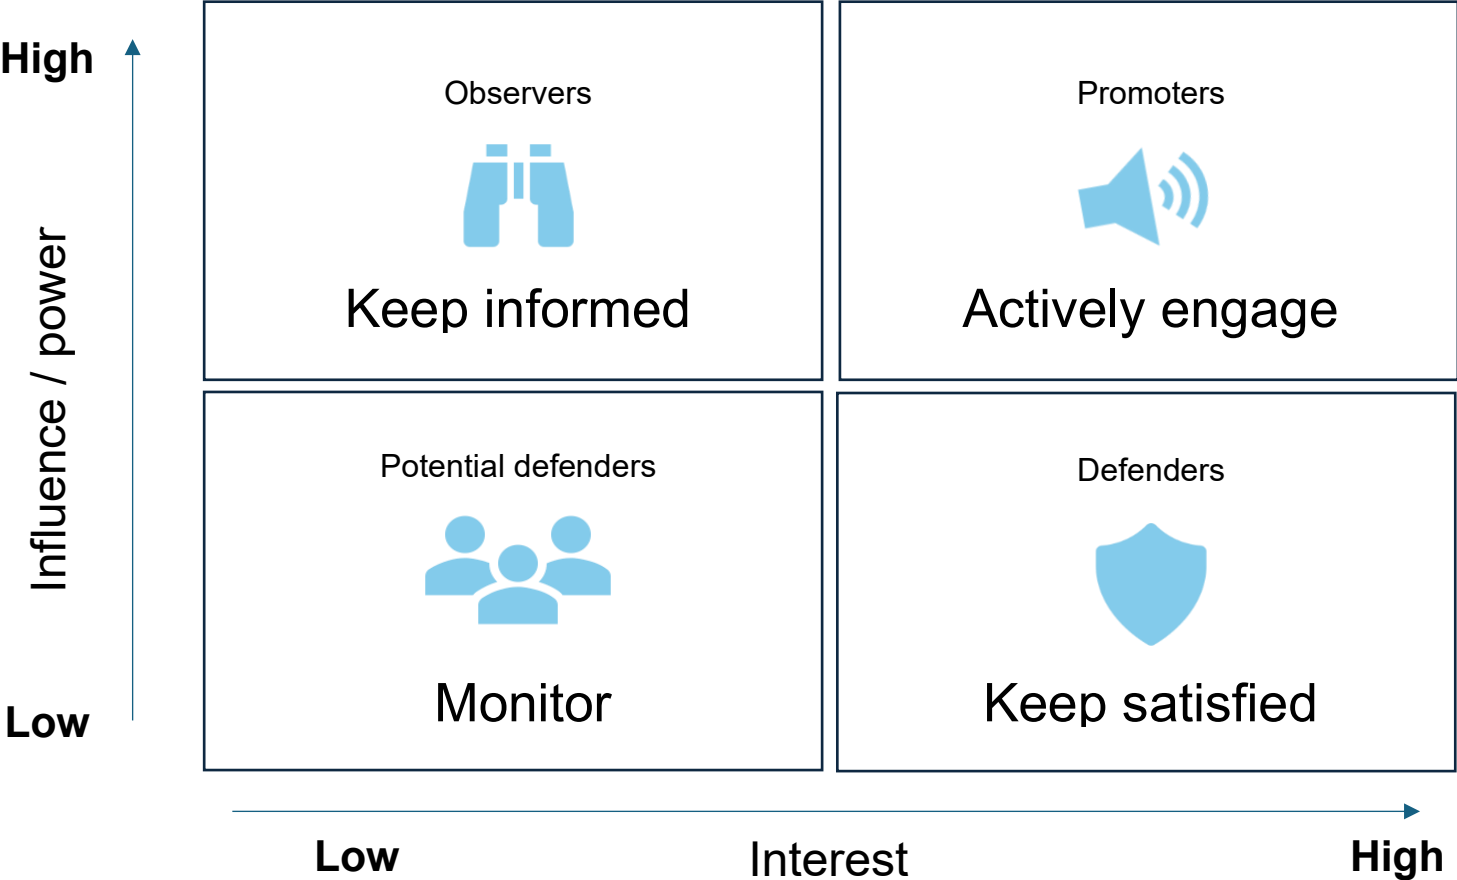 High
Observers
Promoters
Keep informed
Actively engage
Influence / power
Potential defenders
Defenders
Monitor
Keep satisfied
Low
Low
Interest
High